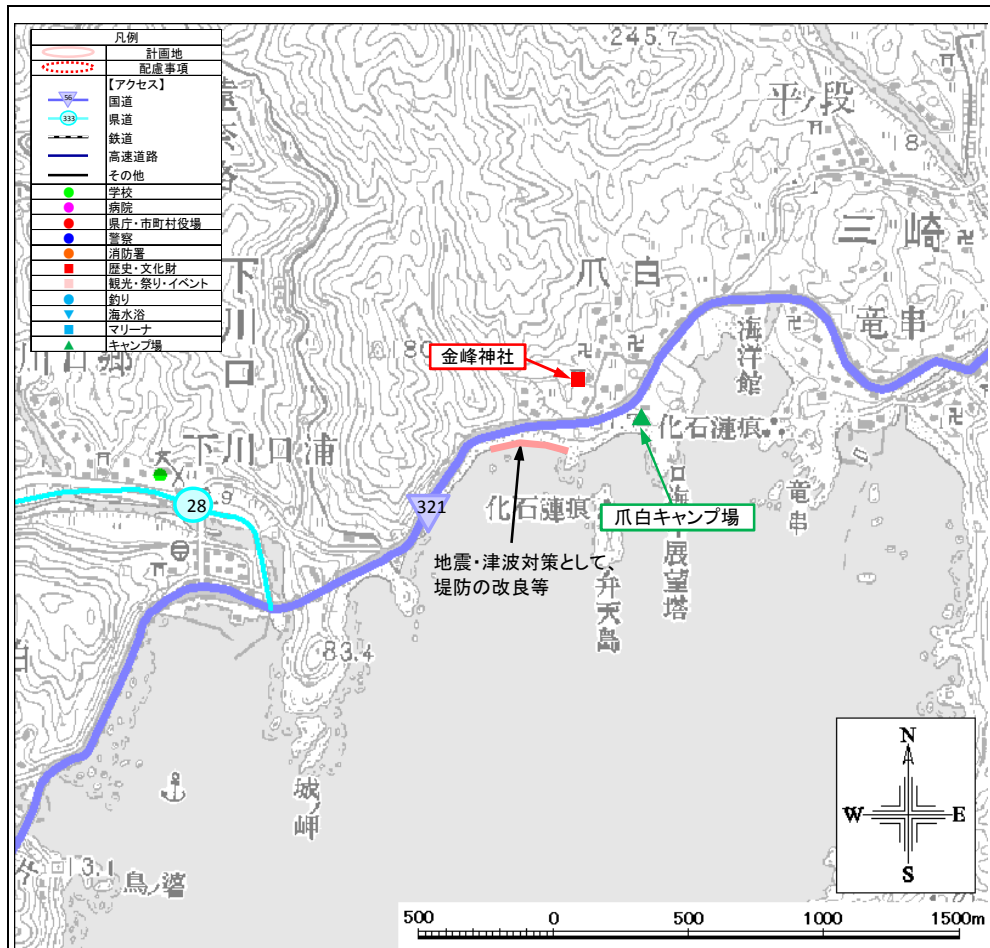 凡例
計画地
配慮事項
【アクセス】
56
国道
333
県道
鉄道
高速道路
その他
学校
病院
県庁・市町村役場
警察
消防署
歴史・文化財
観光・祭り・イベント
釣り
海水浴
マリーナ
キャンプ場
245.7
平ノ段
三崎
爪白
竜串
海洋館
下川口
金峰神社
化石漣痕
下川口浦
28
321
化石漣痕
爪白キャンプ場
竜串
展望塔
弁天島
地震・津波対策として、
堤防の改良等
83.4
城ノ岬
N
W
E
S
500 0 500 1000 1500m